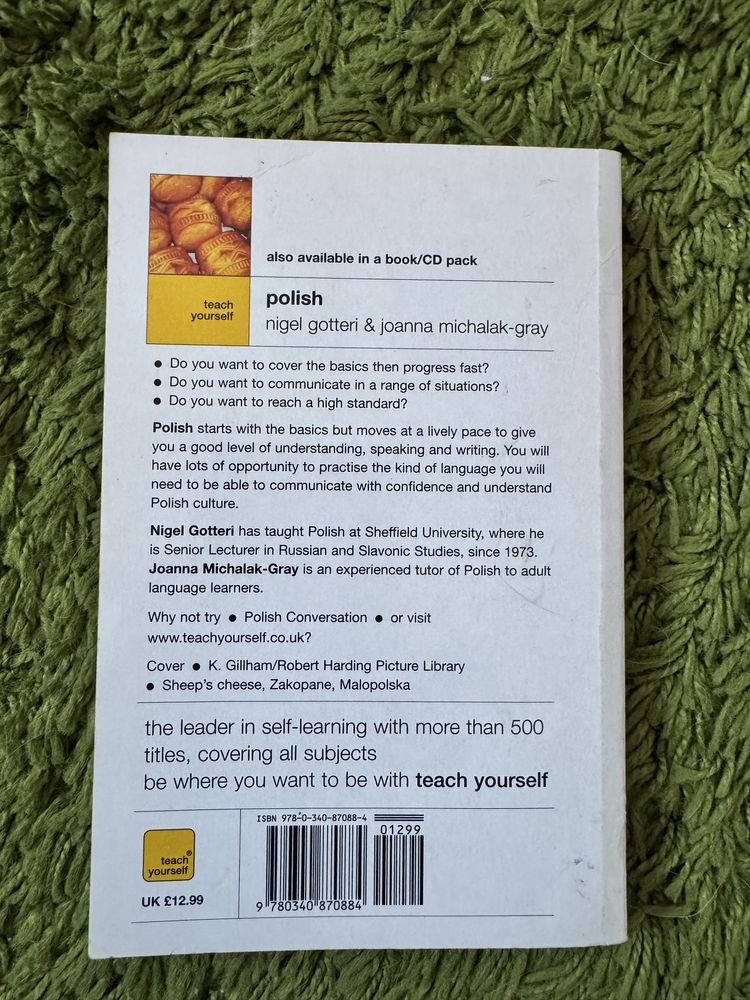 also available in a book/CD pack
teach
yourself
polish
nigel gotteri & joanna michalak-gray
● Do you want to cover the basics then progress fast?
● Do you want to communicate in a range of situations?
● Do you want to reach a high standard?
Polish starts with the basics but moves at a lively pace to give
you a good level of understanding, speaking and writing. You will
have lots of opportunity to practise the kind of language you will
need to be able to communicate with confidence and understand
Polish culture.
Nigel Gotteri has taught Polish at Sheffield University, where he
is Senior Lecturer in Russian and Slavonic Studies, since 1973.
Joanna Michalak-Gray is an experienced tutor of Polish to adult
language learners.
Why not try ● Polish Conversation ● or visit
www.teachyourself.co.uk?
Cover ● K. Gillham/Robert Harding Picture Library
● Sheep's cheese, Zakopane, Malopolska
the leader in self-learning with more than 500
titles, covering all subjects
be where you want to be with teach yourself
teach®
yourself
UK £12.99
ISBN 978-0-340-87088-4
01299
9 780340 870884